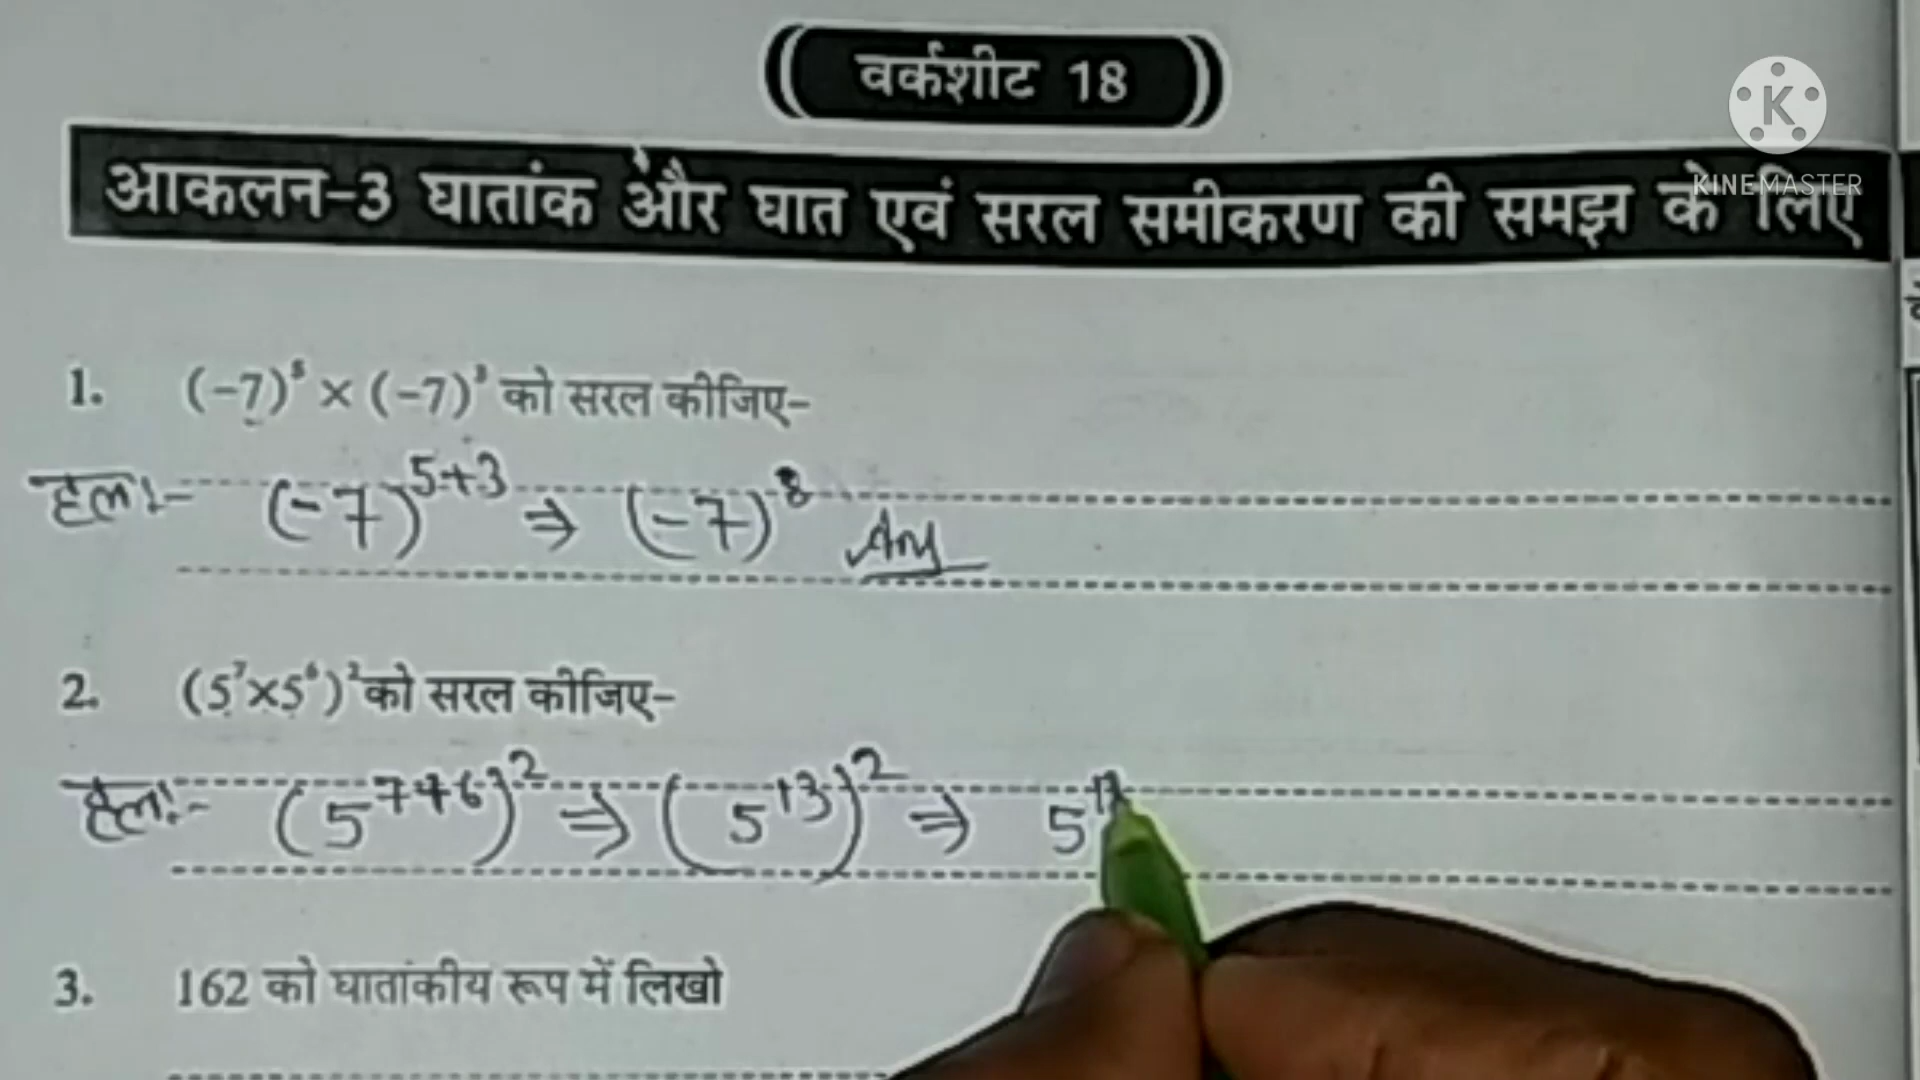 वर्कशीट 18
K
KINEMASTER
आकलन-3 घातांक और घात एवं सरल समीकरण की समझ के लिए
1. (-7)⁵ × (-7)³ को सरल कीजिए-
हल:- (-7)⁵⁺³ ⇒ (-7)⁸ Ans
2. (5⁷×5⁶)² को सरल कीजिए-
हल:- (5⁷⁺⁶)² ⇒ (5¹³)² ⇒ 5¹
3. 162 को घातांकीय रूप में लिखो